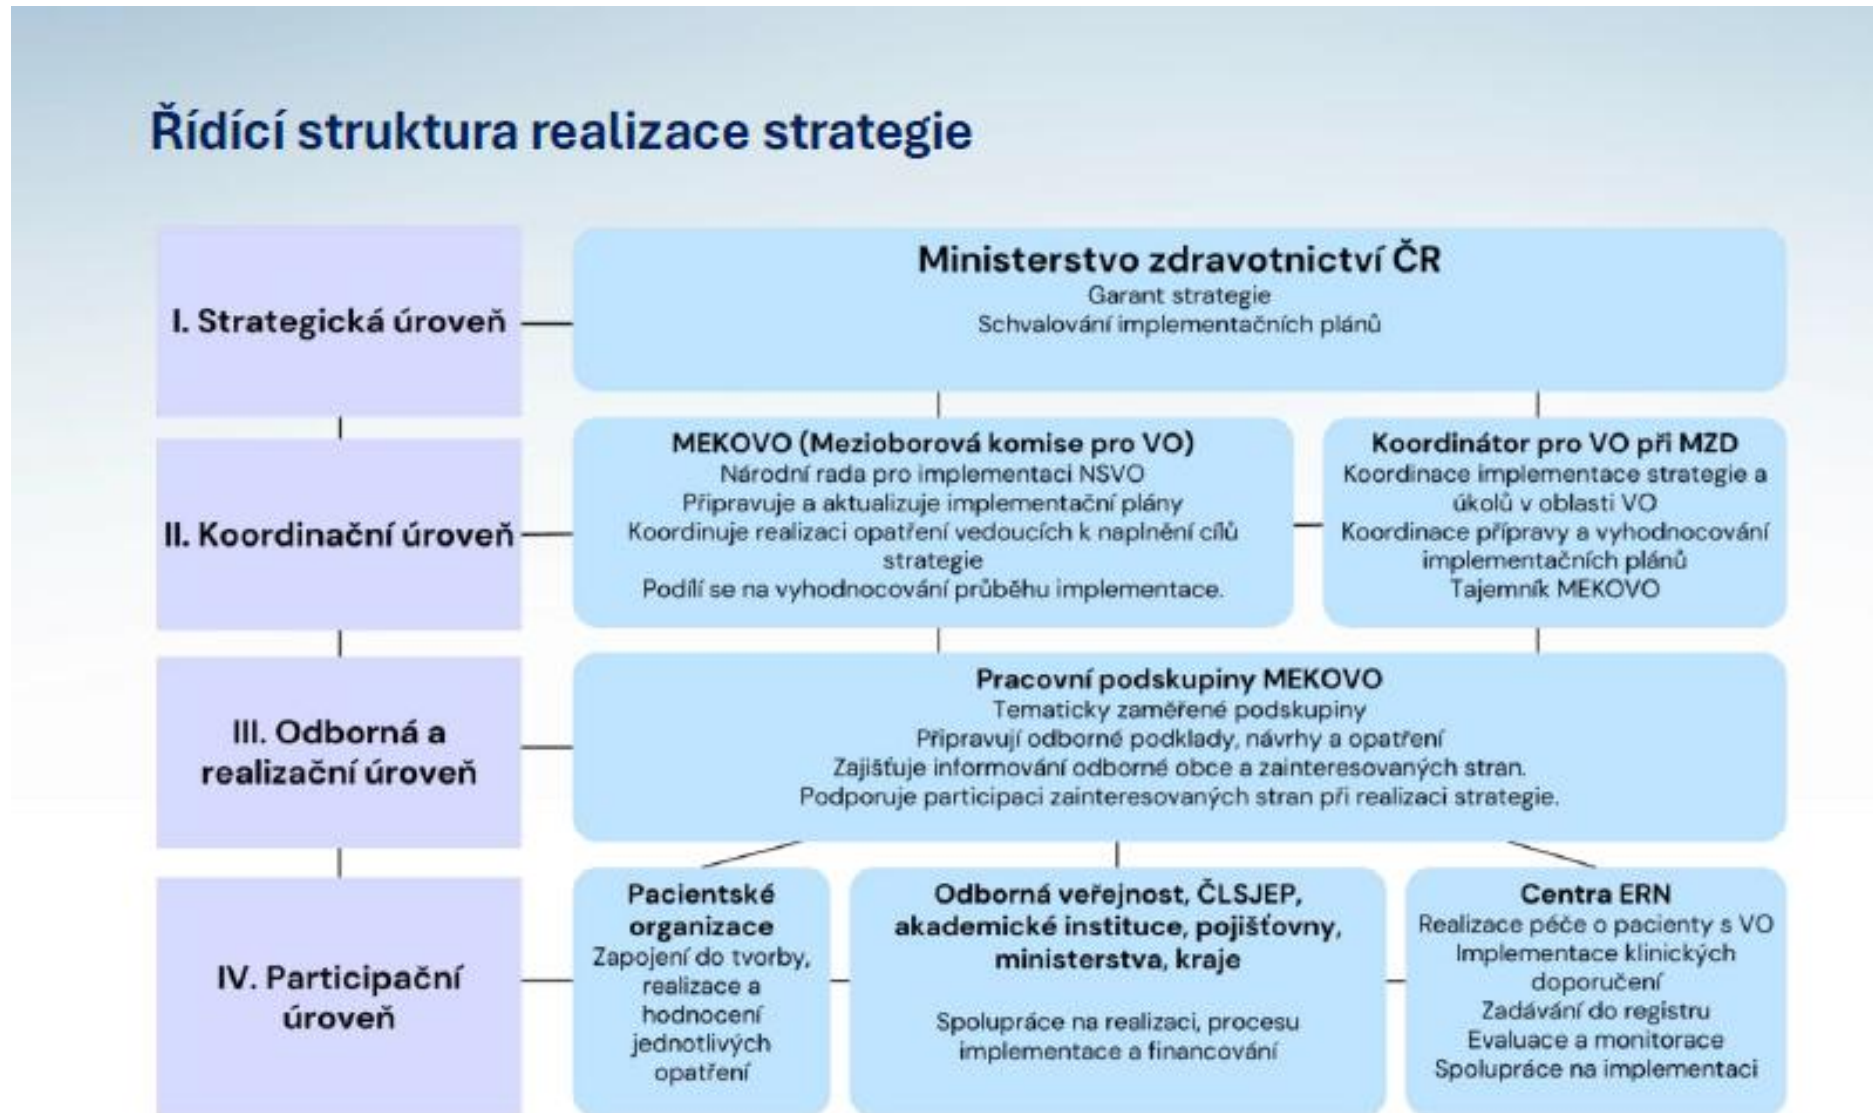 Řídící struktura realizace strategie
I. Strategická úroveň
Ministerstvo zdravotnictví ČR
Garant strategie
Schvalování implementačních plánů
II. Koordinační úroveň
MEKOVO (Mezioborová komise pro VO)
Národní rada pro implementaci NSVO
Připravuje a aktualizuje implementační plány
Koordinuje realizaci opatření vedoucích k naplnění cílů
strategie
Podílí se na vyhodnocování průběhu implementace.
Koordinátor pro VO při MZD
Koordinace implementace strategie a
úkolů v oblasti VO
Koordinace přípravy a vyhodnocování
implementačních plánů
Tajemník MEKOVO
III. Odborná a
realizační úroveň
Pracovní podskupiny MEKOVO
Tematicky zaměřené podskupiny
Připravují odborné podklady, návrhy a opatření
Zajišťuje informování odborné obce a zainteresovaných stran.
Podporuje participaci zainteresovaných stran při realizaci strategie.
IV. Participační
úroveň
Pacientské
organizace
Zapojení do tvorby,
realizace a
hodnocení
jednotlivých
opatření
Odborná veřejnost, ČLSJEP,
akademické instituce, pojišťovny,
ministerstva, kraje
Spolupráce na realizaci, procesu
implementace a financování
Centra ERN
Realizace péče o pacienty s VO
Implementace klinických
doporučení
Zadávání do registru
Evaluace a monitorace
Spolupráce na implementaci